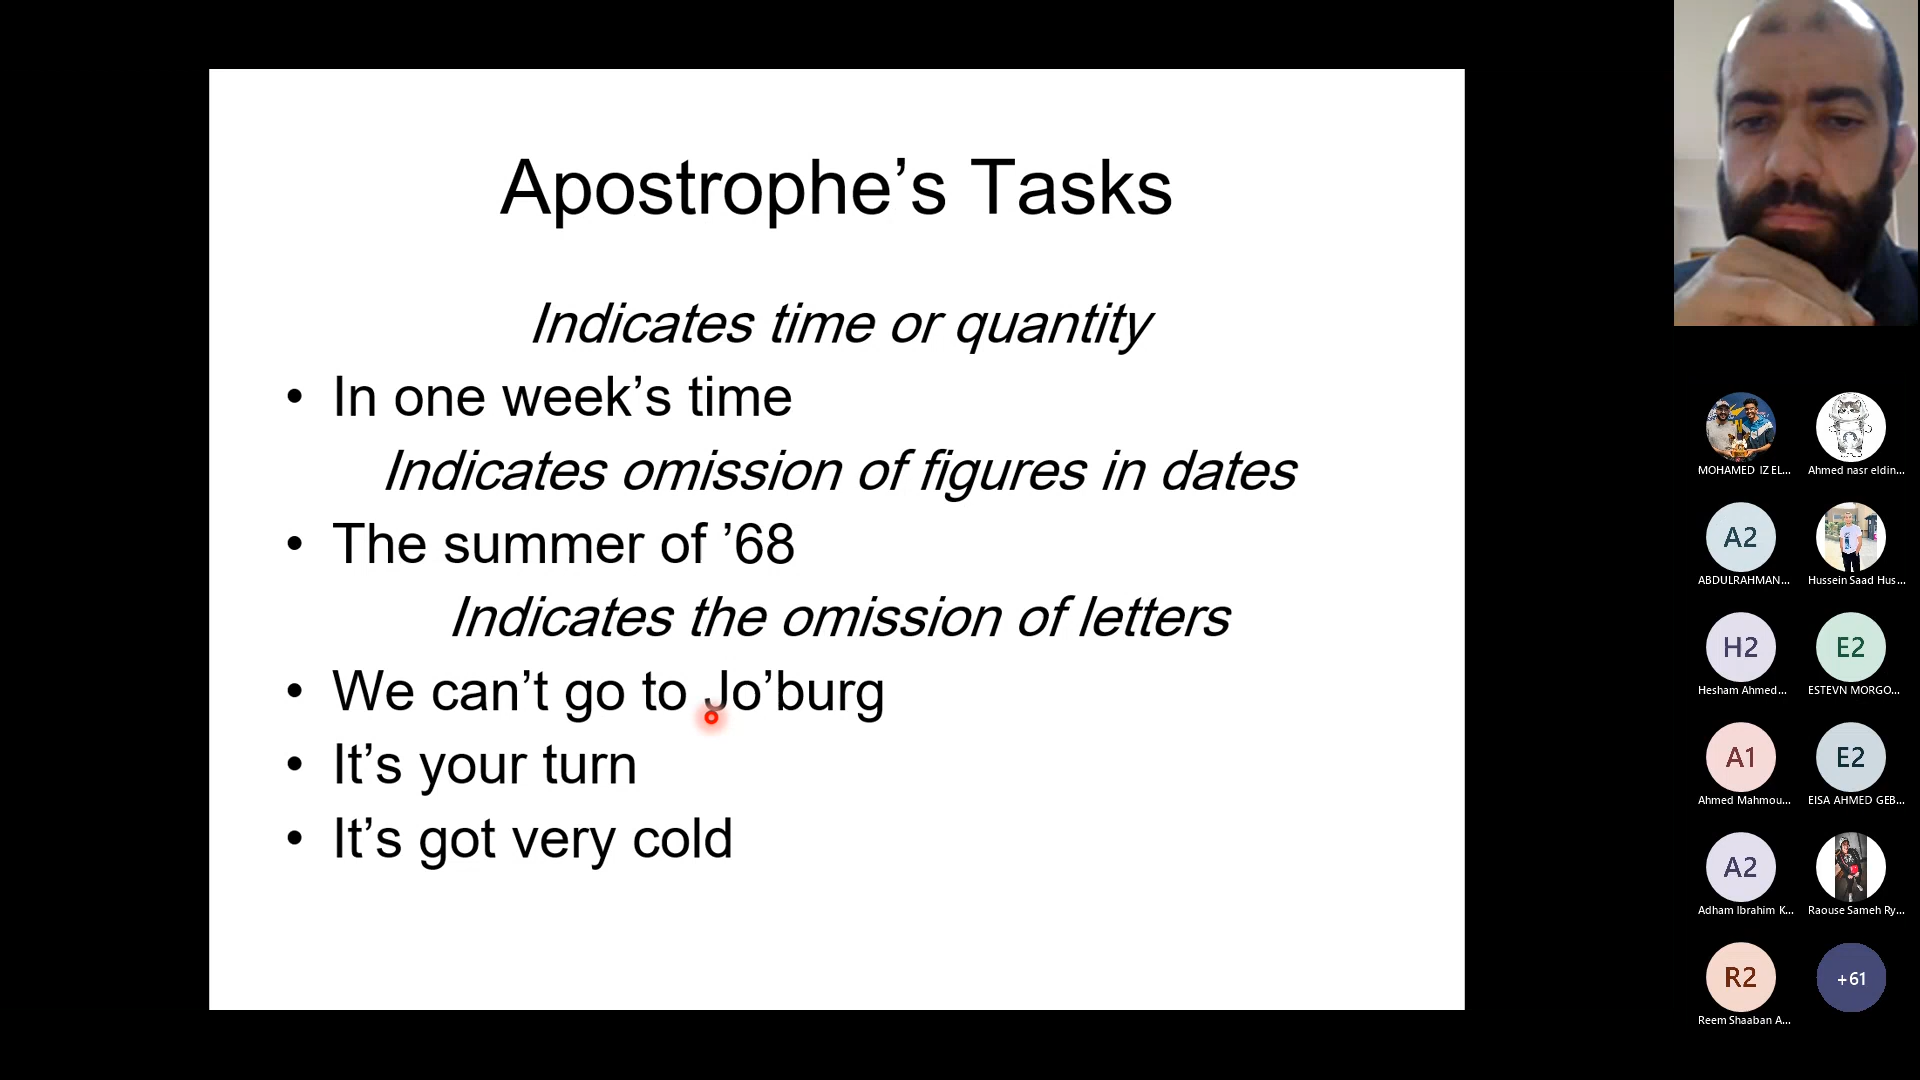 Apostrophe’s Tasks
Indicates time or quantity
• In one week’s time
Indicates omission of figures in dates
• The summer of ’68
Indicates the omission of letters
• We can’t go to Jo’burg
• It’s your turn
• It’s got very cold
MOHAMED IZ EL...
Ahmed nasr eldin...
A2
ABDULRAHMAN...
Hussein Saad Hus...
H2
Hesham Ahmed...
E2
ESTEVN MORGO...
A1
Ahmed Mahmou...
E2
EISA AHMED GEB...
A2
Adham Ibrahim K...
Raouse Sameh Ry...
R2
Reem Shaaban A...
+61